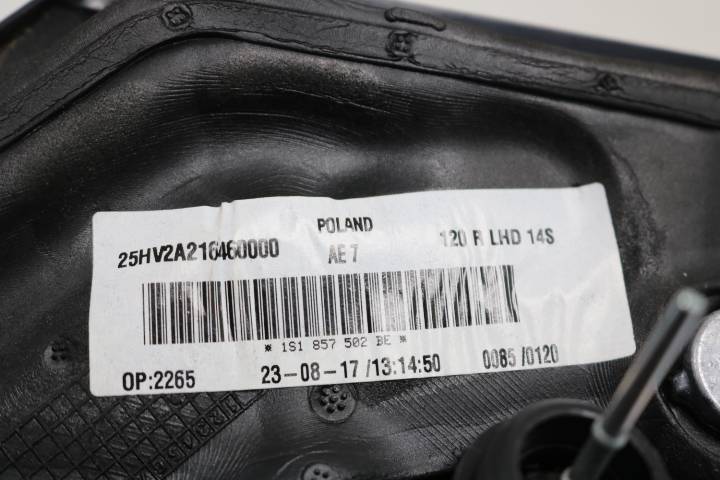 POLAND
25HV2A216460000 AE 7 120 R LHD 14S
* 1S1 857 502 BE *
OP:2265 23-08-17 /13:14:50 0085 /0120